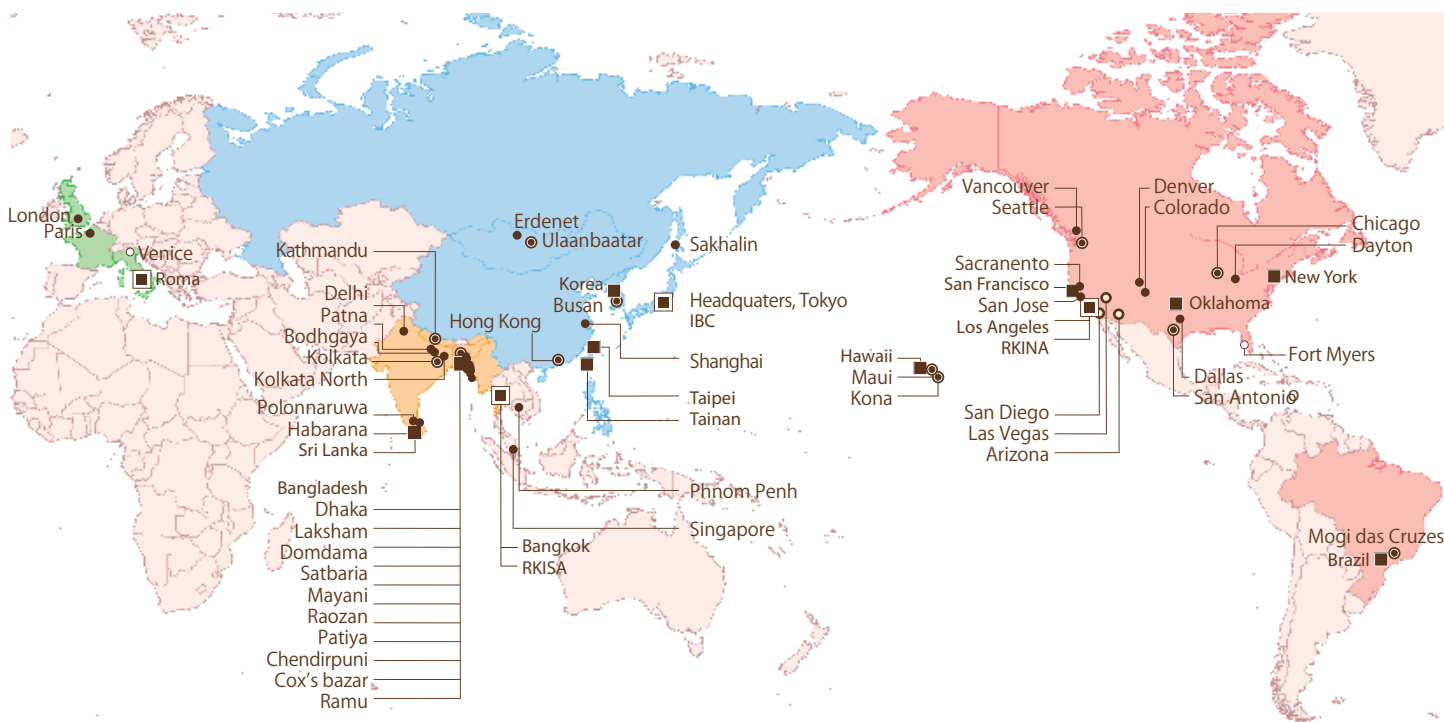 London
Paris
Venice
Roma
Kathmandu
Delhi
Patna
Bodhgaya
Kolkata
Kolkata North
Polonnaruwa
Habarana
Sri Lanka
Bangladesh
Dhaka
Laksham
Domdama
Satbaria
Mayani
Raozan
Patiya
Chendirpuni
Cox's bazar
Ramu
Erdenet
Ulaanbaatar
Sakhalin
Korea
Busan
Hong Kong
Headquaters, Tokyo
IBC
Shanghai
Taipei
Tainan
Phnom Penh
Singapore
Bangkok
RKISA
Hawaii
Maui
Kona
Vancouver
Seattle
Sacranento
San Francisco
San Jose
Los Angeles
RKINA
San Diego
Las Vegas
Arizona
Denver
Colorado
Chicago
Dayton
New York
Oklahoma
Fort Myers
Dallas
San Antonio
Mogi das Cruzes
Brazil